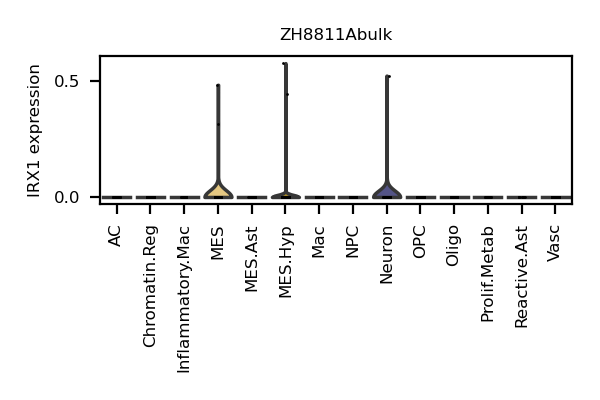 ZH8811Abulk
IRX1 expression
0.5
0.0
AC
Chromatin.Reg
Inflammatory.Mac
MES
MES.Ast
MES.Hyp
Mac
NPC
Neuron
OPC
Oligo
Prolif.Metab
Reactive.Ast
Vasc